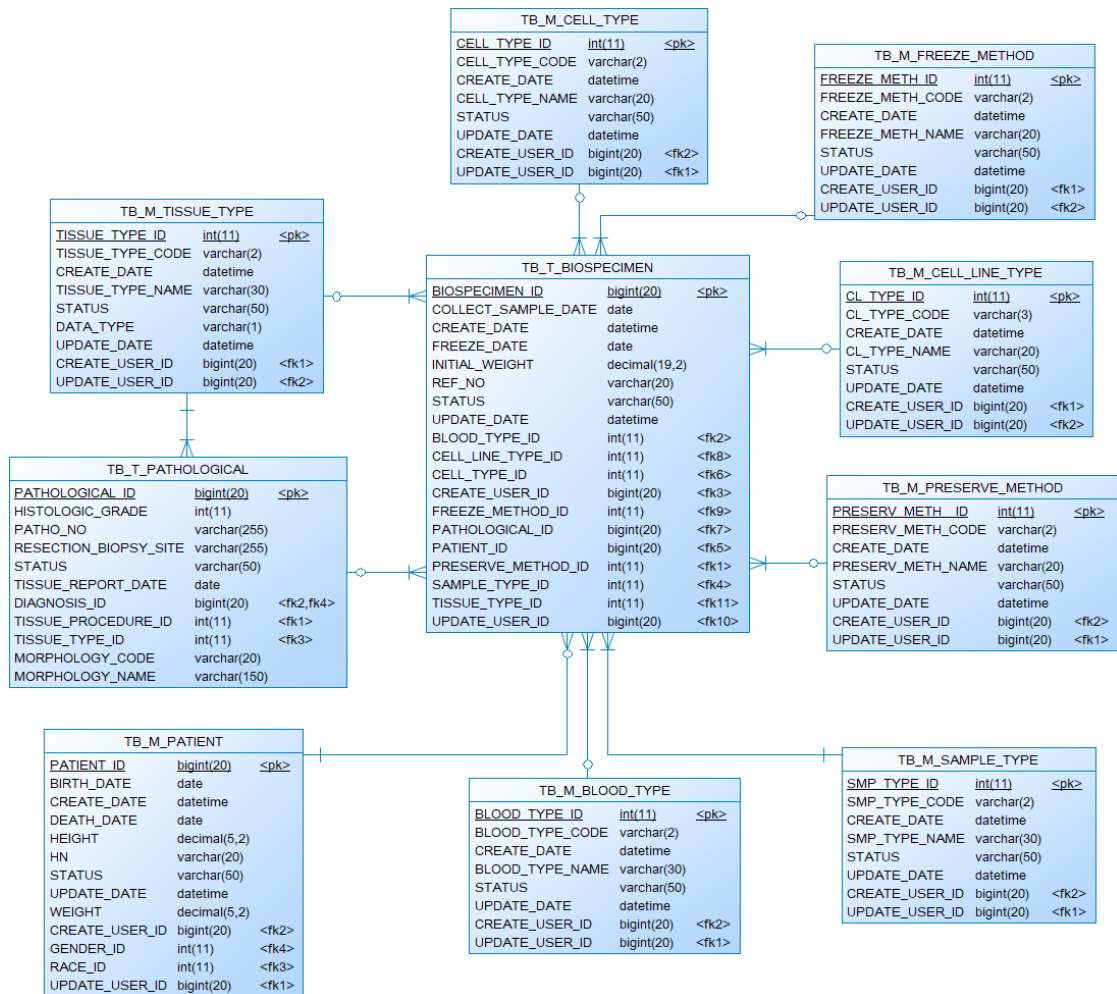 TB_M_CELL_TYPE
CELL_TYPE_ID int(11) <pk>
CELL_TYPE_CODE varchar(2)
CREATE_DATE datetime
CELL_TYPE_NAME varchar(20)
STATUS varchar(50)
UPDATE_DATE datetime
CREATE_USER_ID bigint(20) <fk2>
UPDATE_USER_ID bigint(20) <fk1>
TB_M_FREEZE_METHOD
FREEZE_METH_ID int(11) <pk>
FREEZE_METH_CODE varchar(2)
CREATE_DATE datetime
FREEZE_METH_NAME varchar(20)
STATUS varchar(50)
UPDATE_DATE datetime
CREATE_USER_ID bigint(20) <fk1>
UPDATE_USER_ID bigint(20) <fk2>
TB_M_TISSUE_TYPE
TISSUE_TYPE_ID int(11) <pk>
TISSUE_TYPE_CODE varchar(2)
CREATE_DATE datetime
TISSUE_TYPE_NAME varchar(30)
STATUS varchar(50)
DATA_TYPE varchar(1)
UPDATE_DATE datetime
CREATE_USER_ID bigint(20) <fk1>
UPDATE_USER_ID bigint(20) <fk2>
TB_T_BIOSPECIMEN
BIOSPECIMEN_ID bigint(20) <pk>
COLLECT_SAMPLE_DATE date
CREATE_DATE datetime
FREEZE_DATE date
INITIAL_WEIGHT decimal(19,2)
REF_NO varchar(20)
STATUS varchar(50)
UPDATE_DATE datetime
BLOOD_TYPE_ID int(11) <fk2>
CELL_LINE_TYPE_ID int(11) <fk8>
CELL_TYPE_ID int(11) <fk6>
CREATE_USER_ID bigint(20) <fk3>
FREEZE_METHOD_ID int(11) <fk9>
PATHOLOGICAL_ID bigint(20) <fk7>
PATIENT_ID bigint(20) <fk5>
PRESERVE_METHOD_ID int(11) <fk1>
SAMPLE_TYPE_ID int(11) <fk4>
TISSUE_TYPE_ID int(11) <fk11>
UPDATE_USER_ID bigint(20) <fk10>
TB_M_CELL_LINE_TYPE
CL_TYPE_ID int(11) <pk>
CL_TYPE_CODE varchar(3)
CREATE_DATE datetime
CL_TYPE_NAME varchar(20)
STATUS varchar(50)
UPDATE_DATE datetime
CREATE_USER_ID bigint(20) <fk1>
UPDATE_USER_ID bigint(20) <fk2>
TB_T_PATHOLOGICAL
PATHOLOGICAL_ID bigint(20) <pk>
HISTOLOGIC_GRADE int(11)
PATHO_NO varchar(255)
RESECTION_BIOPSY_SITE varchar(255)
STATUS varchar(50)
TISSUE_REPORT_DATE date
DIAGNOSIS_ID bigint(20) <fk2,fk4>
TISSUE_PROCEDURE_ID int(11) <fk1>
TISSUE_TYPE_ID int(11) <fk3>
MORPHOLOGY_CODE varchar(20)
MORPHOLOGY_NAME varchar(150)
TB_M_PRESERVE_METHOD
PRESERV_METH_ ID int(11) <pk>
PRESERV_METH_CODE varchar(2)
CREATE_DATE datetime
PRESERV_METH_NAME varchar(20)
STATUS varchar(50)
UPDATE_DATE datetime
CREATE_USER_ID bigint(20) <fk2>
UPDATE_USER_ID bigint(20) <fk1>
TB_M_PATIENT
PATIENT_ID bigint(20) <pk>
BIRTH_DATE date
CREATE_DATE datetime
DEATH_DATE date
HEIGHT decimal(5,2)
HN varchar(20)
STATUS varchar(50)
UPDATE_DATE datetime
WEIGHT decimal(5,2)
CREATE_USER_ID bigint(20) <fk2>
GENDER_ID int(11) <fk4>
RACE_ID int(11) <fk3>
UPDATE_USER_ID bigint(20) <fk1>
TB_M_BLOOD_TYPE
BLOOD_TYPE_ID int(11) <pk>
BLOOD_TYPE_CODE varchar(2)
CREATE_DATE datetime
BLOOD_TYPE_NAME varchar(30)
STATUS varchar(50)
UPDATE_DATE datetime
CREATE_USER_ID bigint(20) <fk2>
UPDATE_USER_ID bigint(20) <fk1>
TB_M_SAMPLE_TYPE
SMP_TYPE_ID int(11) <pk>
SMP_TYPE_CODE varchar(2)
CREATE_DATE datetime
SMP_TYPE_NAME varchar(30)
STATUS varchar(50)
UPDATE_DATE datetime
CREATE_USER_ID bigint(20) <fk2>
UPDATE_USER_ID bigint(20) <fk1>